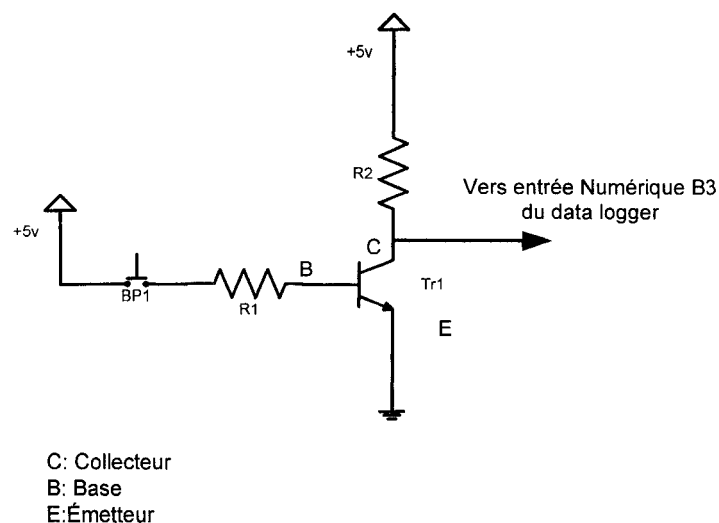 +5v
R2
Vers entrée Numérique B3
du data logger
+5v
C
B
BP1
R1
Tr1
E
C: Collecteur
B: Base
E:Émetteur